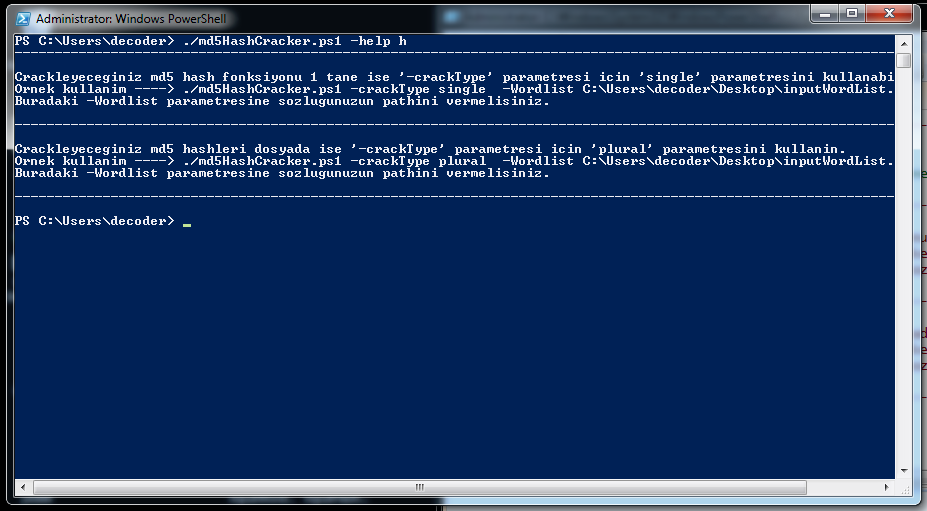 Administrator: Windows PowerShell
PS C:\Users\decoder> ./md5HashCracker.ps1 -help h
--------------------------------------------------------------------------------------------------------------
Crackleyeceginiz md5 hash fonksiyonu 1 tane ise '-crackType' parametresi icin 'single' parametresini kullanabi
Ornek kullanim ----> ./md5HashCracker.ps1 -crackType single  -Wordlist C:\Users\decoder\Desktop\inputWordList.
Buradaki -Wordlist parametresine sozlugunuzun pathini vermelisiniz.
--------------------------------------------------------------------------------------------------------------
Crackleyeceginiz md5 hashleri dosyada ise '-crackType' parametresi icin 'plural' parametresini kullanin.
Ornek kullanim ----> ./md5HashCracker.ps1 -crackType plural  -Wordlist C:\Users\decoder\Desktop\inputWordList.
Buradaki -Wordlist parametresine sozlugunuzun pathini vermelisiniz.
--------------------------------------------------------------------------------------------------------------
PS C:\Users\decoder>